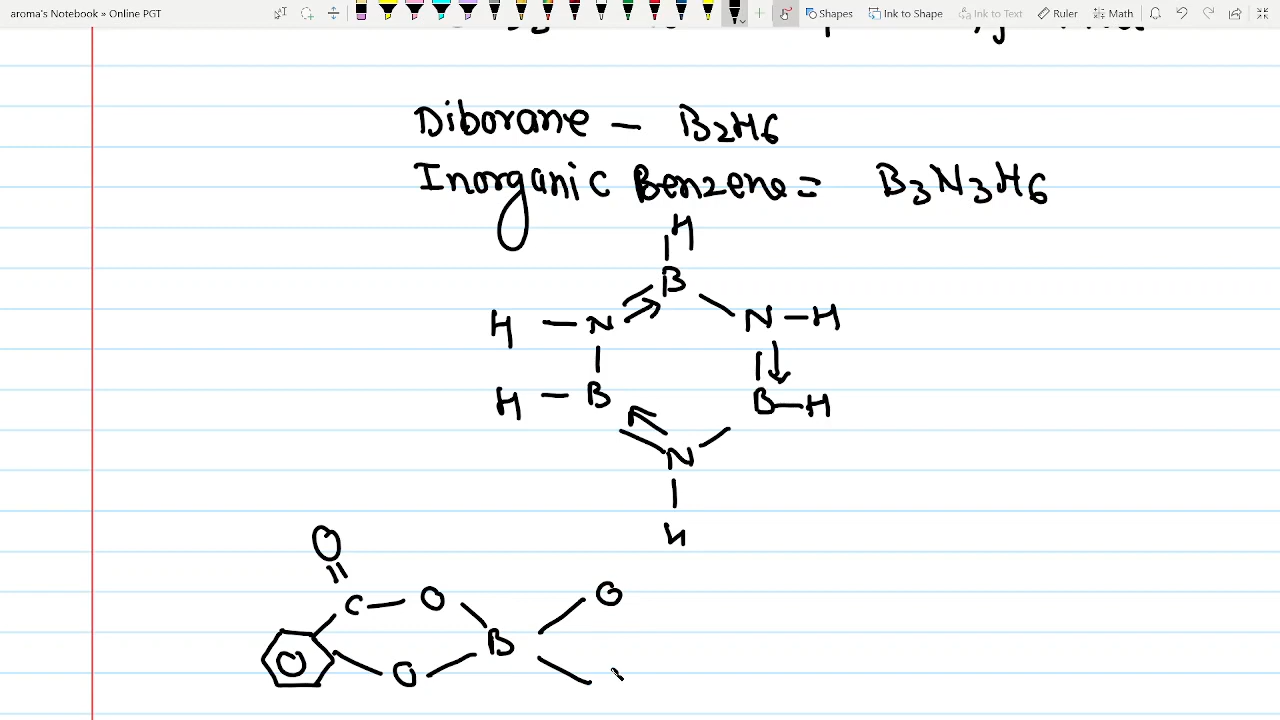 aroma's Notebook » Online PGT
Shapes Ink to Shape Ink to Text Ruler Math
Diborane - B2H6
Inorganic Benzene = B3N3H6
H
B
H - N N - H
H - B B - H
N
H
O
C - O O
B
O